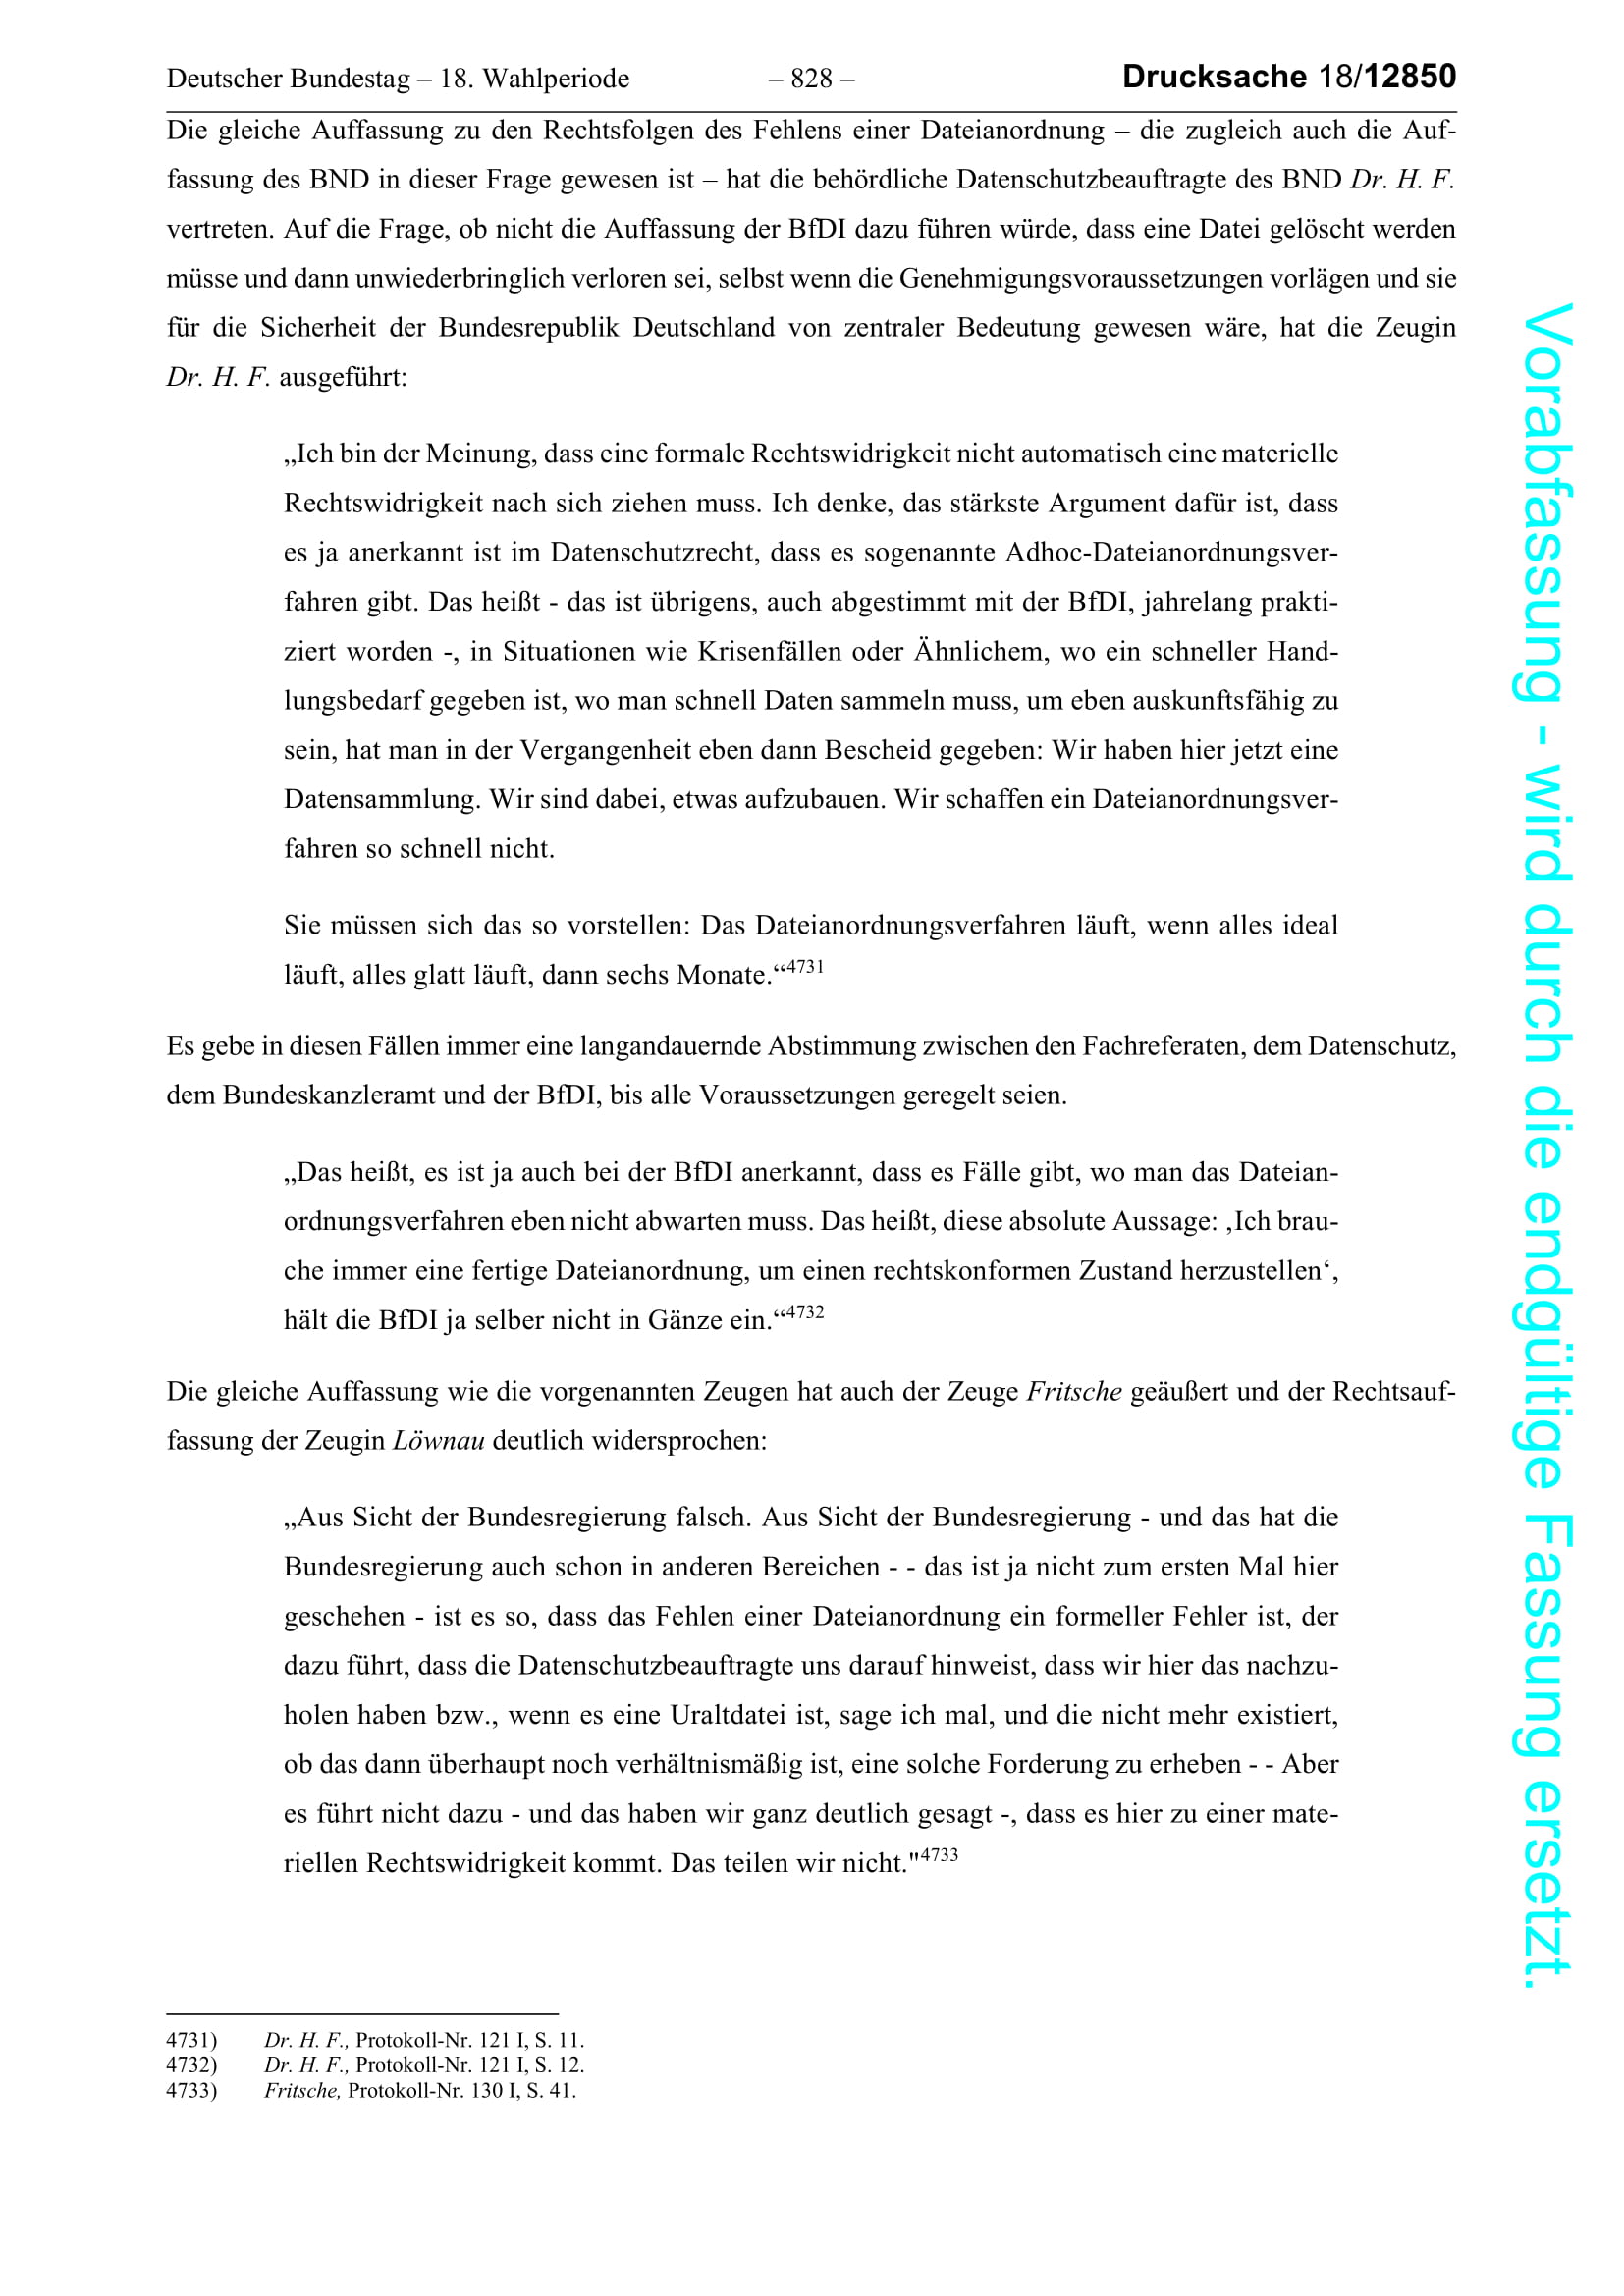 Deutscher Bundestag – 18. Wahlperiode – 828 – Drucksache 18/12850
Die gleiche Auffassung zu den Rechtsfolgen des Fehlens einer Dateianordnung – die zugleich auch die Auf-
fassung des BND in dieser Frage gewesen ist – hat die behördliche Datenschutzbeauftragte des BND Dr. H. F.
vertreten. Auf die Frage, ob nicht die Auffassung der BfDI dazu führen würde, dass eine Datei gelöscht werden
müsse und dann unwiederbringlich verloren sei, selbst wenn die Genehmigungsvoraussetzungen vorlägen und sie
für die Sicherheit der Bundesrepublik Deutschland von zentraler Bedeutung gewesen wäre, hat die Zeugin
Dr. H. F. ausgeführt:
„Ich bin der Meinung, dass eine formale Rechtswidrigkeit nicht automatisch eine materielle
Rechtswidrigkeit nach sich ziehen muss. Ich denke, das stärkste Argument dafür ist, dass
es ja anerkannt ist im Datenschutzrecht, dass es sogenannte Adhoc-Dateianordnungsver-
fahren gibt. Das heißt - das ist übrigens, auch abgestimmt mit der BfDI, jahrelang prakti-
ziert worden -, in Situationen wie Krisenfällen oder Ähnlichem, wo ein schneller Hand-
lungsbedarf gegeben ist, wo man schnell Daten sammeln muss, um eben auskunftsfähig zu
sein, hat man in der Vergangenheit eben dann Bescheid gegeben: Wir haben hier jetzt eine
Datensammlung. Wir sind dabei, etwas aufzubauen. Wir schaffen ein Dateianordnungsver-
fahren so schnell nicht.
Sie müssen sich das so vorstellen: Das Dateianordnungsverfahren läuft, wenn alles ideal
läuft, alles glatt läuft, dann sechs Monate.“4731
Es gebe in diesen Fällen immer eine langandauernde Abstimmung zwischen den Fachreferaten, dem Datenschutz,
dem Bundeskanzleramt und der BfDI, bis alle Voraussetzungen geregelt seien.
„Das heißt, es ist ja auch bei der BfDI anerkannt, dass es Fälle gibt, wo man das Dateian-
ordnungsverfahren eben nicht abwarten muss. Das heißt, diese absolute Aussage: ‚Ich brau-
che immer eine fertige Dateianordnung, um einen rechtskonformen Zustand herzustellen‘,
hält die BfDI ja selber nicht in Gänze ein.“4732
Die gleiche Auffassung wie die vorgenannten Zeugen hat auch der Zeuge Fritsche geäußert und der Rechtsauf-
fassung der Zeugin Löwnau deutlich widersprochen:
„Aus Sicht der Bundesregierung falsch. Aus Sicht der Bundesregierung - und das hat die
Bundesregierung auch schon in anderen Bereichen - - das ist ja nicht zum ersten Mal hier
geschehen - ist es so, dass das Fehlen einer Dateianordnung ein formeller Fehler ist, der
dazu führt, dass die Datenschutzbeauftragte uns darauf hinweist, dass wir hier das nachzu-
holen haben bzw., wenn es eine Uraltdatei ist, sage ich mal, und die nicht mehr existiert,
ob das dann überhaupt noch verhältnismäßig ist, eine solche Forderung zu erheben - - Aber
es führt nicht dazu - und das haben wir ganz deutlich gesagt -, dass es hier zu einer mate-
riellen Rechtswidrigkeit kommt. Das teilen wir nicht."4733
4731) Dr. H. F., Protokoll-Nr. 121 I, S. 11.
4732) Dr. H. F., Protokoll-Nr. 121 I, S. 12.
4733) Fritsche, Protokoll-Nr. 130 I, S. 41.
Vorabfassung - wird durch die endgültige Fassung ersetzt.